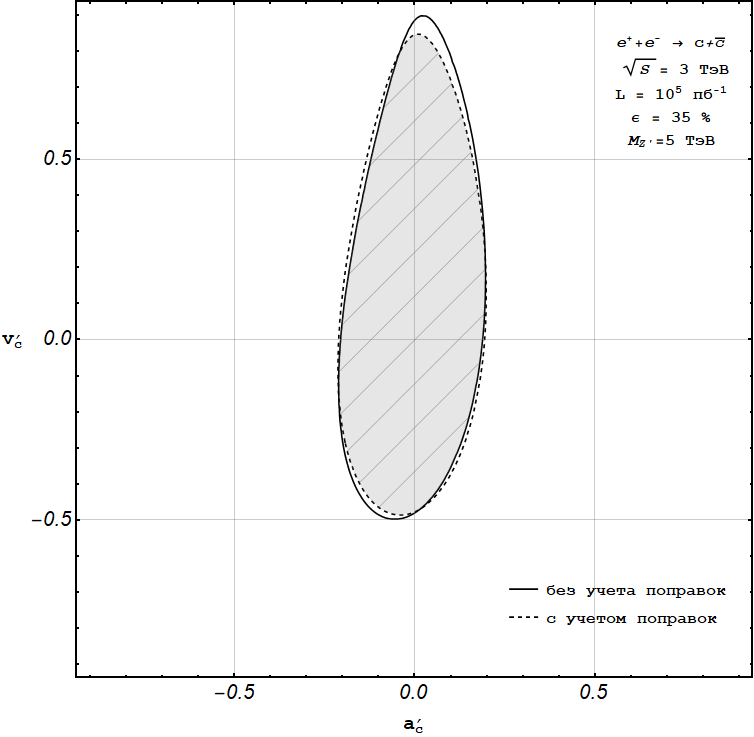 e⁺+e⁻ → c+c̅
√S = 3 ТэВ
L = 10⁵ пб⁻¹
ϵ = 35 %
M_Z′=5 ТэВ
0.5
v′_c 0.0
−0.5
без учета поправок
с учетом поправок
−0.5 0.0 0.5
a′_c